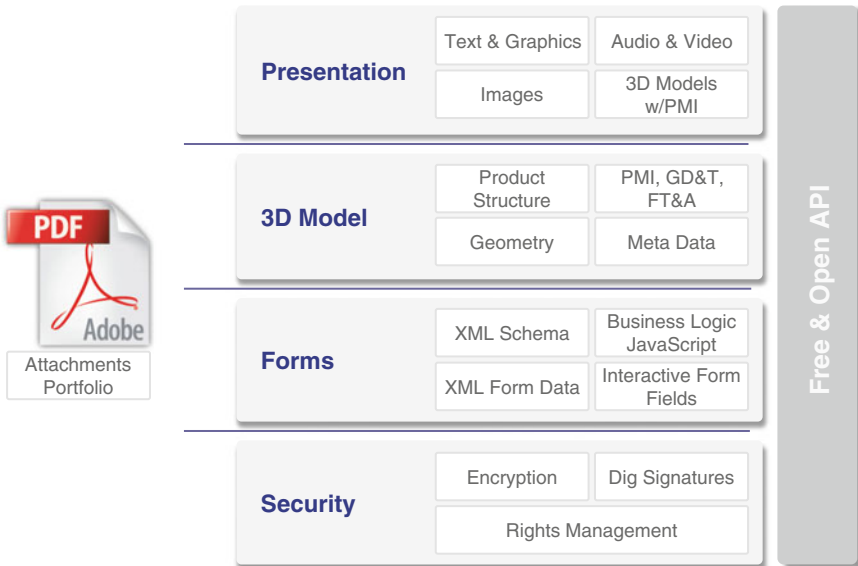 PDF
Adobe
Attachments
Portfolio
Presentation
Text & Graphics
Audio & Video
Images
3D Models
w/PMI
3D Model
Product
Structure
PMI, GD&T,
FT&A
Geometry
Meta Data
Forms
XML Schema
Business Logic
JavaScript
XML Form Data
Interactive Form
Fields
Security
Encryption
Dig Signatures
Rights Management
Free & Open API